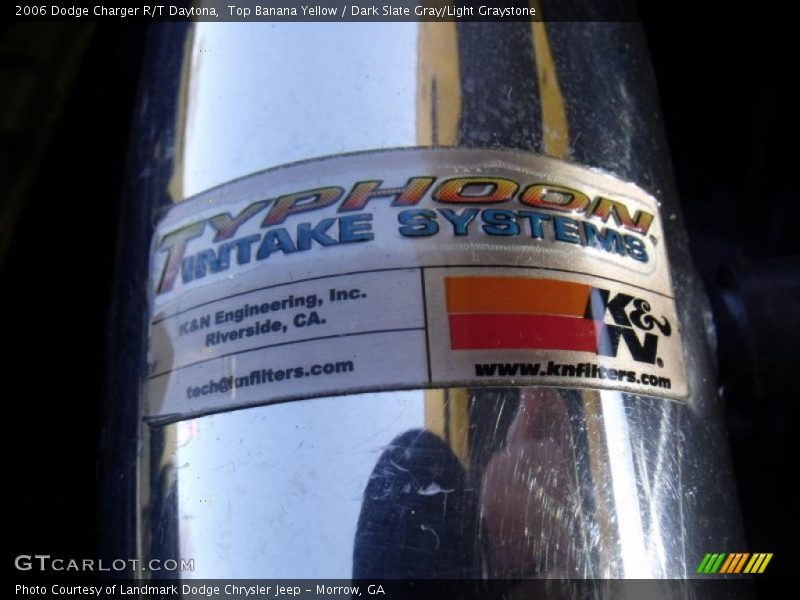 2006 Dodge Charger R/T Daytona, Top Banana Yellow / Dark Slate Gray/Light Graystone
TYPHOON
INTAKE SYSTEMS
K&N Engineering, Inc.
Riverside, CA.
tech@knfilters.com
K&N®
www.knfilters.com
GTCARLOT.COM
Photo Courtesy of Landmark Dodge Chrysler Jeep - Morrow, GA